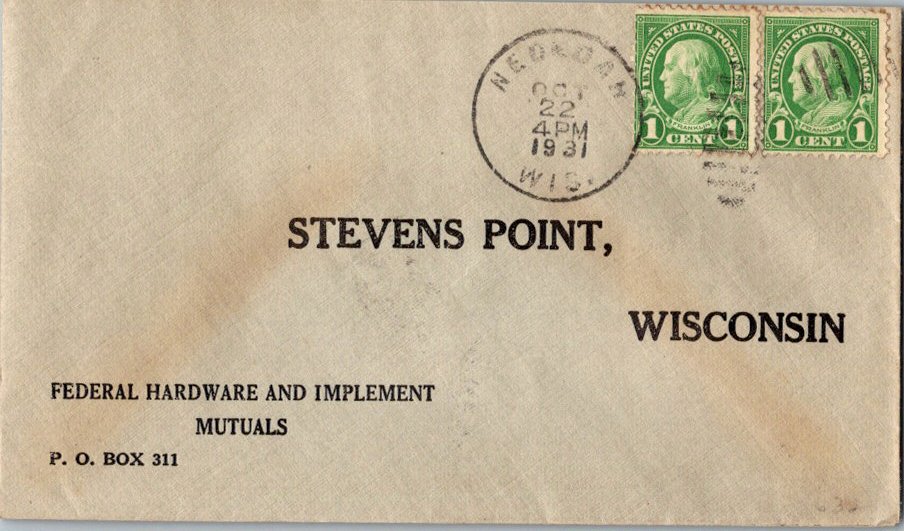 UNITED STATES POSTAGE
FRANKLIN
1 CENT 1
UNITED STATES POSTAGE
FRANKLIN
1 CENT 1
NECEDAH
OCT
22
4 PM
1931
WIS.
STEVENS POINT,
WISCONSIN
FEDERAL HARDWARE AND IMPLEMENT
MUTUALS
P. O. BOX 311